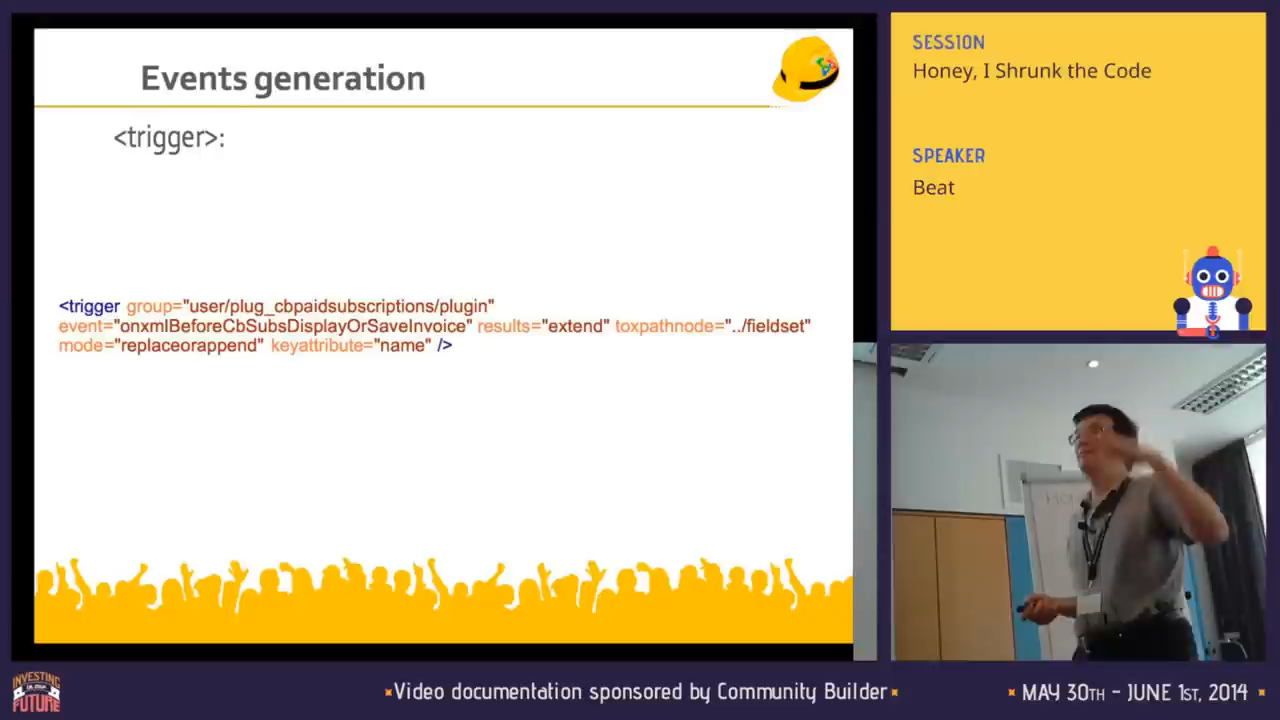 Events generation
<trigger>:
<trigger group="user/plug_cbpaidsubscriptions/plugin"
event="onxmlBeforeCbSubsDisplayOrSaveInvoice" results="extend" toxpathnode="../fieldset"
mode="replaceorappend" keyattribute="name" />
SESSION
Honey, I Shrunk the Code
SPEAKER
Beat
INVESTING
IN OUR
FUTURE
Video documentation sponsored by Community Builder
MAY 30TH - JUNE 1ST, 2014